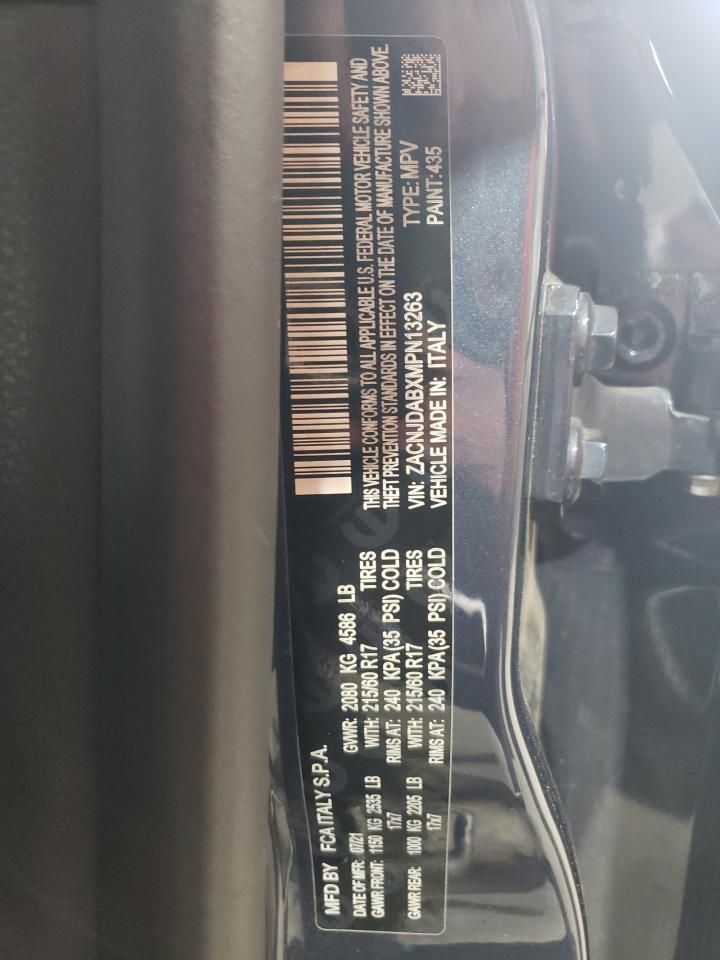 MFD BY FCA ITALY S.P.A.
DATE OF MFR: 07/21 GVWR: 2080 KG 4586 LB
GAWR FRONT: 1150 KG 2535 LB WITH: 215/60 R17 TIRES
17x7 RIMS AT: 240 KPA(35 PSI) COLD
GAWR REAR: 1000 KG 2205 LB WITH: 215/60 R17 TIRES
17x7 RIMS AT: 240 KPA(35 PSI) COLD
THIS VEHICLE CONFORMS TO ALL APPLICABLE U.S. FEDERAL MOTOR VEHICLE SAFETY AND
THEFT PREVENTION STANDARDS IN EFFECT ON THE DATE OF MANUFACTURE SHOWN ABOVE.
VIN: ZACNJDABXMPN13263 TYPE: MPV
VEHICLE MADE IN: ITALY PAINT: 435